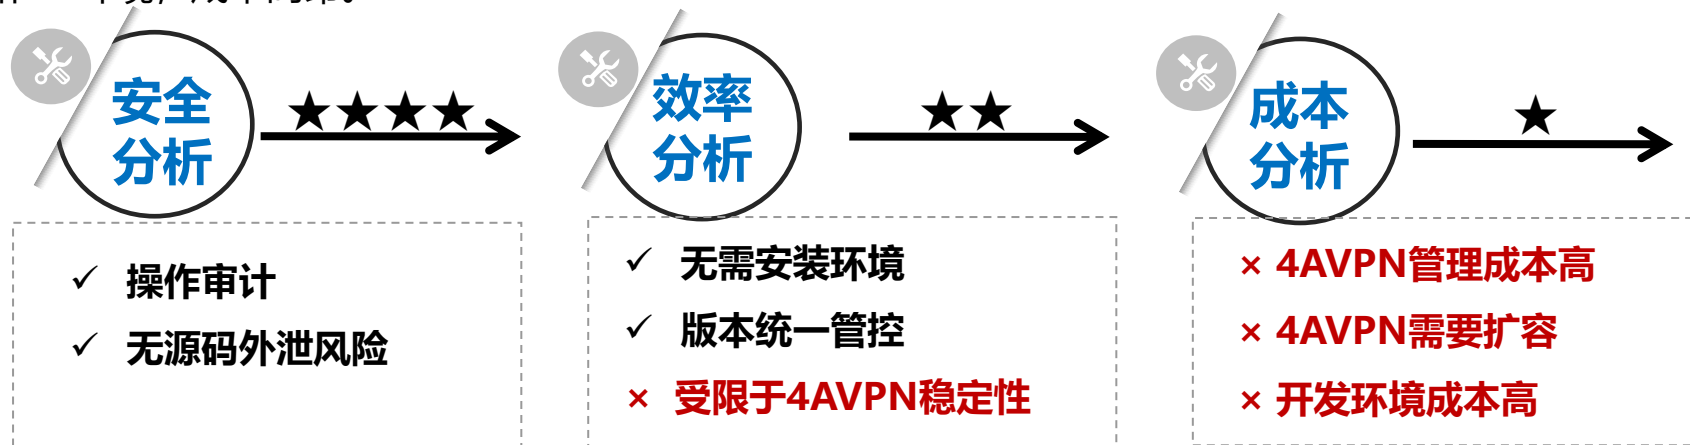 安全
分析
★★★★
✓ 操作审计
✓ 无源码外泄风险
效率
分析
★★
✓ 无需安装环境
✓ 版本统一管控
× 受限于4AVPN稳定性
成本
分析
★
× 4AVPN管理成本高
× 4AVPN需要扩容
× 开发环境成本高